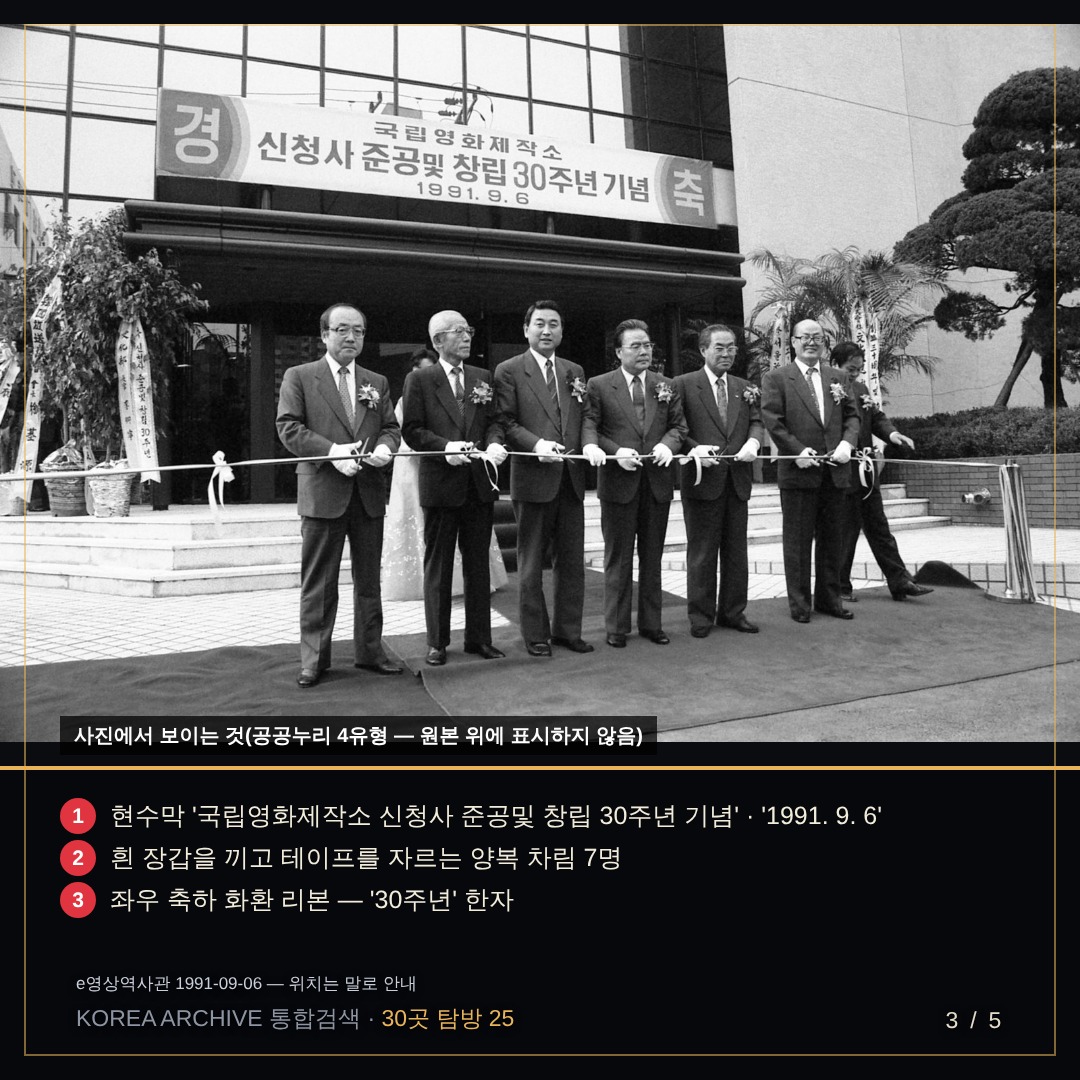 경
국립영화제작소
신청사 준공및 창립 30주년 기념
1991. 9. 6
축
사진에서 보이는 것(공공누리 4유형 — 원본 위에 표시하지 않음)
1 현수막 '국립영화제작소 신청사 준공및 창립 30주년 기념' · '1991. 9. 6'
2 흰 장갑을 끼고 테이프를 자르는 양복 차림 7명
3 좌우 축하 화환 리본 — '30주년' 한자
e영상역사관 1991-09-06 — 위치는 말로 안내
KOREA ARCHIVE 통합검색 · 30곳 탐방 25
3 / 5